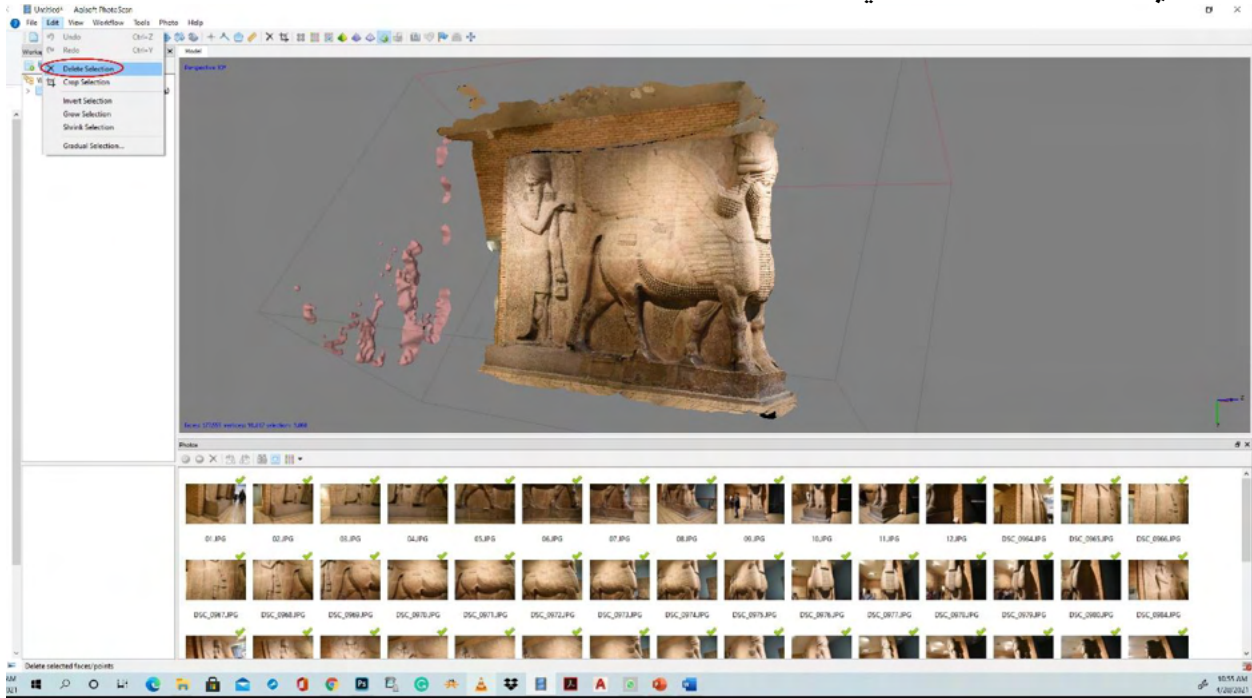 Untitled* — Agisoft PhotoScan
File Edit View Workflow Tools Photo Help
Undo Ctrl+Z
Redo Ctrl+Y
Delete Selection
Crop Selection
Invert Selection
Grow Selection
Shrink Selection
Gradual Selection...
Model
Perspective 30°
Photos
01.JPG 02.JPG 03.JPG 04.JPG 05.JPG 06.JPG 07.JPG 08.JPG 09.JPG 10.JPG 11.JPG 12.JPG DSC_0964.JPG DSC_0965.JPG DSC_0966.JPG
DSC_0967.JPG DSC_0968.JPG DSC_0969.JPG DSC_0970.JPG DSC_0971.JPG DSC_0972.JPG DSC_0973.JPG DSC_0974.JPG DSC_0975.JPG DSC_0976.JPG DSC_0977.JPG DSC_0978.JPG DSC_0979.JPG DSC_0980.JPG DSC_0984.JPG
Delete selected faces/points
10:55 AM
4/20/2021